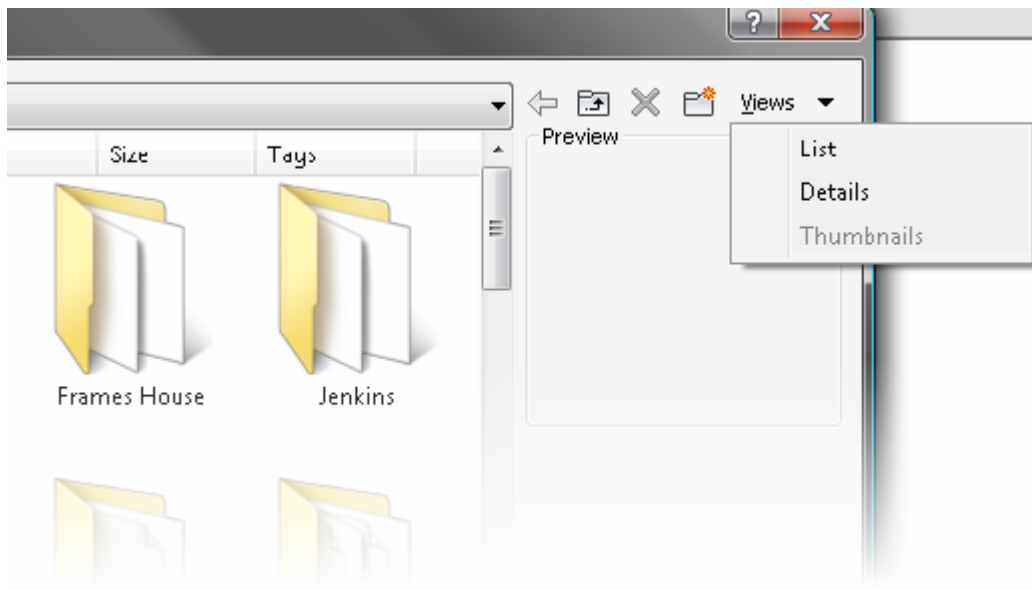 ?
Views
Preview
Size Tags
List
Details
Thumbnails
Frames House Jenkins